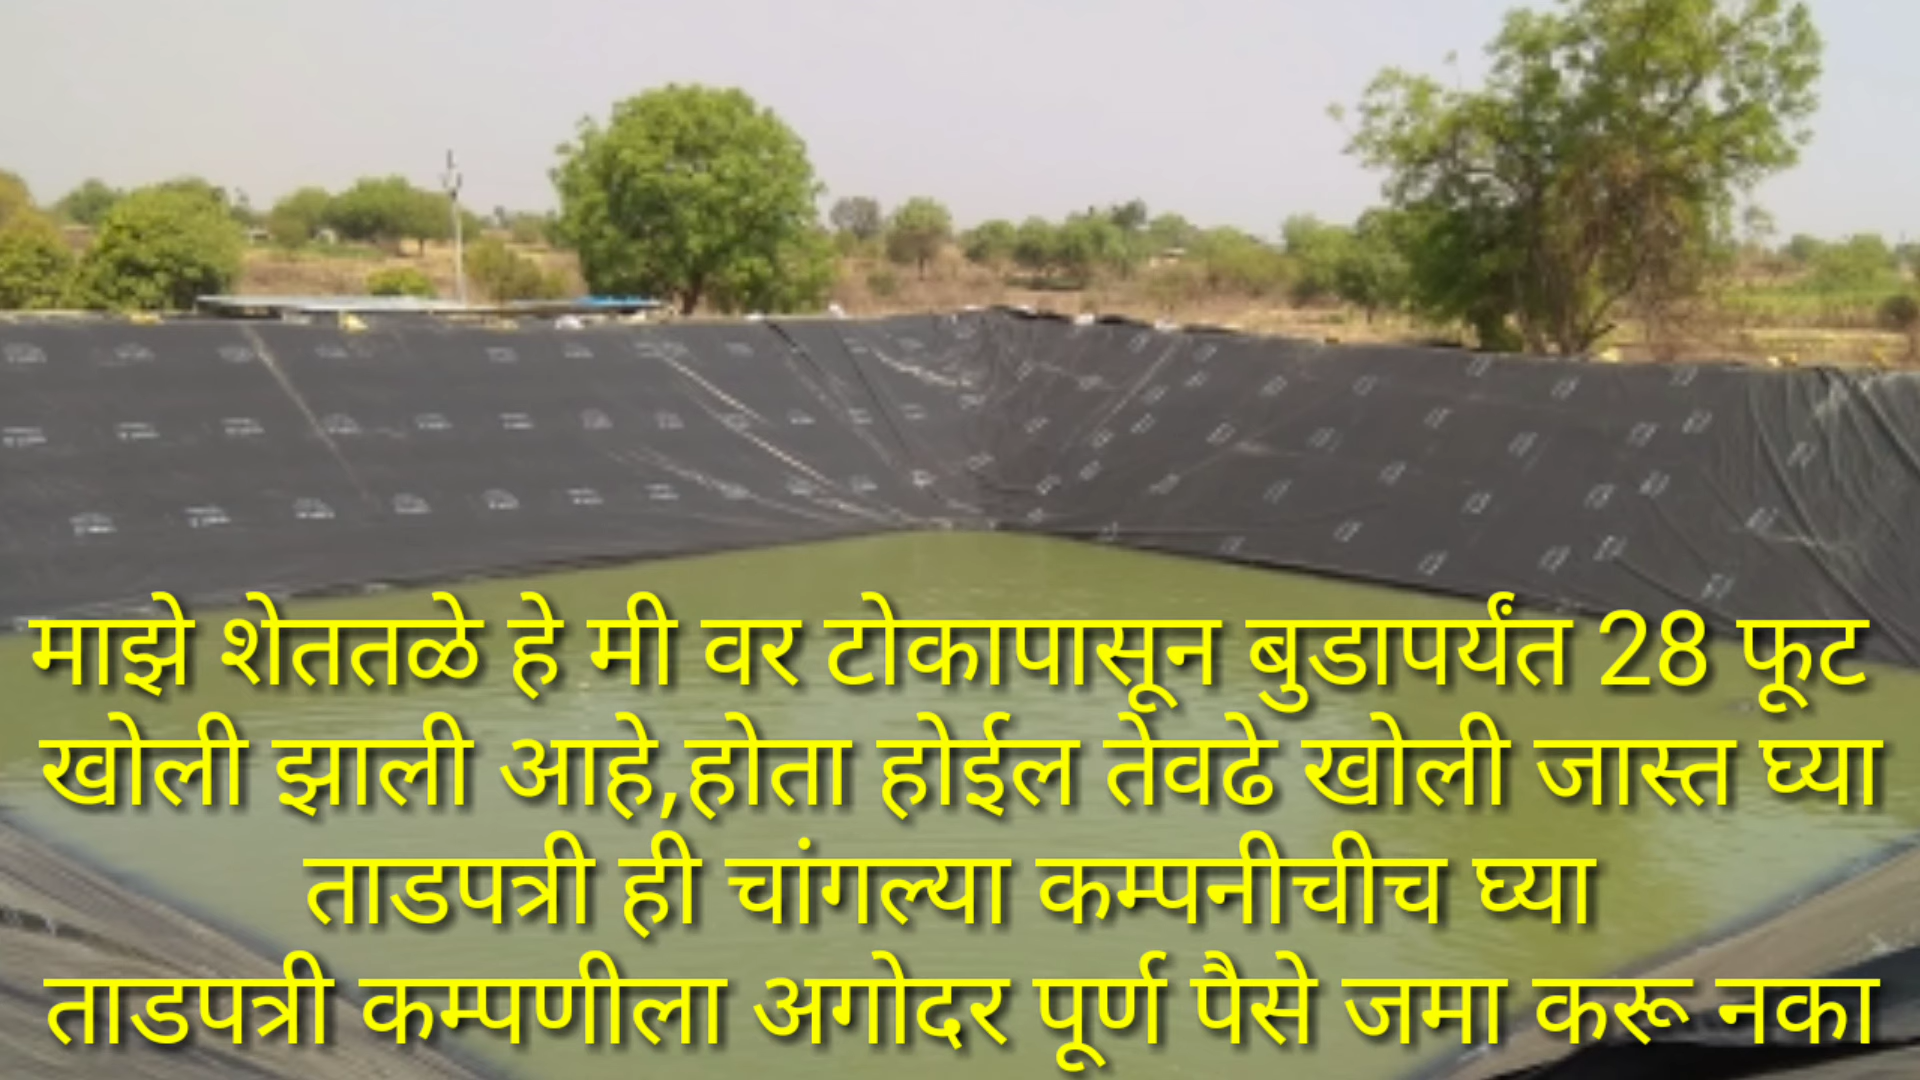 माझे शेततळे हे मी वर टोकापासून बुडापर्यंत 28 फूट
खोली झाली आहे,होता होईल तेवढे खोली जास्त घ्या
ताडपत्री ही चांगल्या कम्पनीचीच घ्या
ताडपत्री कम्पणीला अगोदर पूर्ण पैसे जमा करू नका